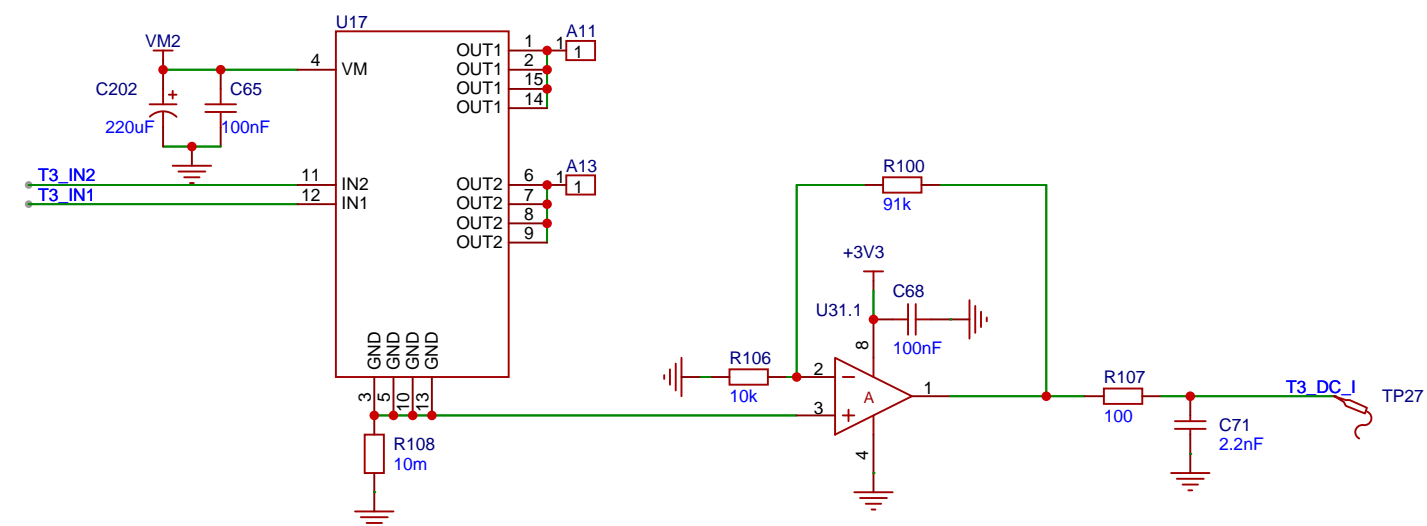 U17
VM2
C202
+
220uF
C65
100nF
4
VM
T3_IN2
11
IN2
T3_IN1
12
IN1
OUT1
1
OUT1
2
OUT1
15
OUT1
14
1
A11
1
OUT2
6
OUT2
7
OUT2
8
OUT2
9
1
A13
1
GND
GND
GND
GND
3
5
10
13
R108
10m
R100
91k
+3V3
C68
100nF
U31.1
8
R106
10k
2
3
A
1
4
R107
100
T3_DC_I
TP27
C71
2.2nF